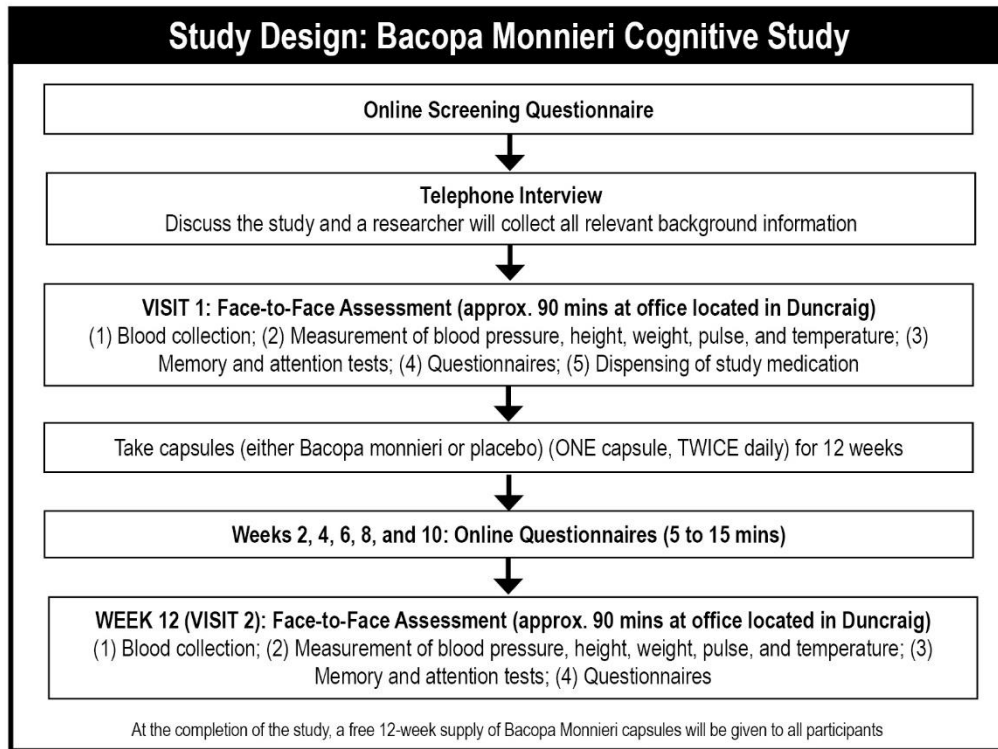 Study Design: Bacopa Monnieri Cognitive Study
Online Screening Questionnaire
Telephone Interview
Discuss the study and a researcher will collect all relevant background information
VISIT 1: Face-to-Face Assessment (approx. 90 mins at office located in Duncraig)
(1) Blood collection; (2) Measurement of blood pressure, height, weight, pulse, and temperature; (3)
Memory and attention tests; (4) Questionnaires; (5) Dispensing of study medication
Take capsules (either Bacopa monnieri or placebo) (ONE capsule, TWICE daily) for 12 weeks
Weeks 2, 4, 6, 8, and 10: Online Questionnaires (5 to 15 mins)
WEEK 12 (VISIT 2): Face-to-Face Assessment (approx. 90 mins at office located in Duncraig)
(1) Blood collection; (2) Measurement of blood pressure, height, weight, pulse, and temperature; (3)
Memory and attention tests; (4) Questionnaires
At the completion of the study, a free 12-week supply of Bacopa Monnieri capsules will be given to all participants